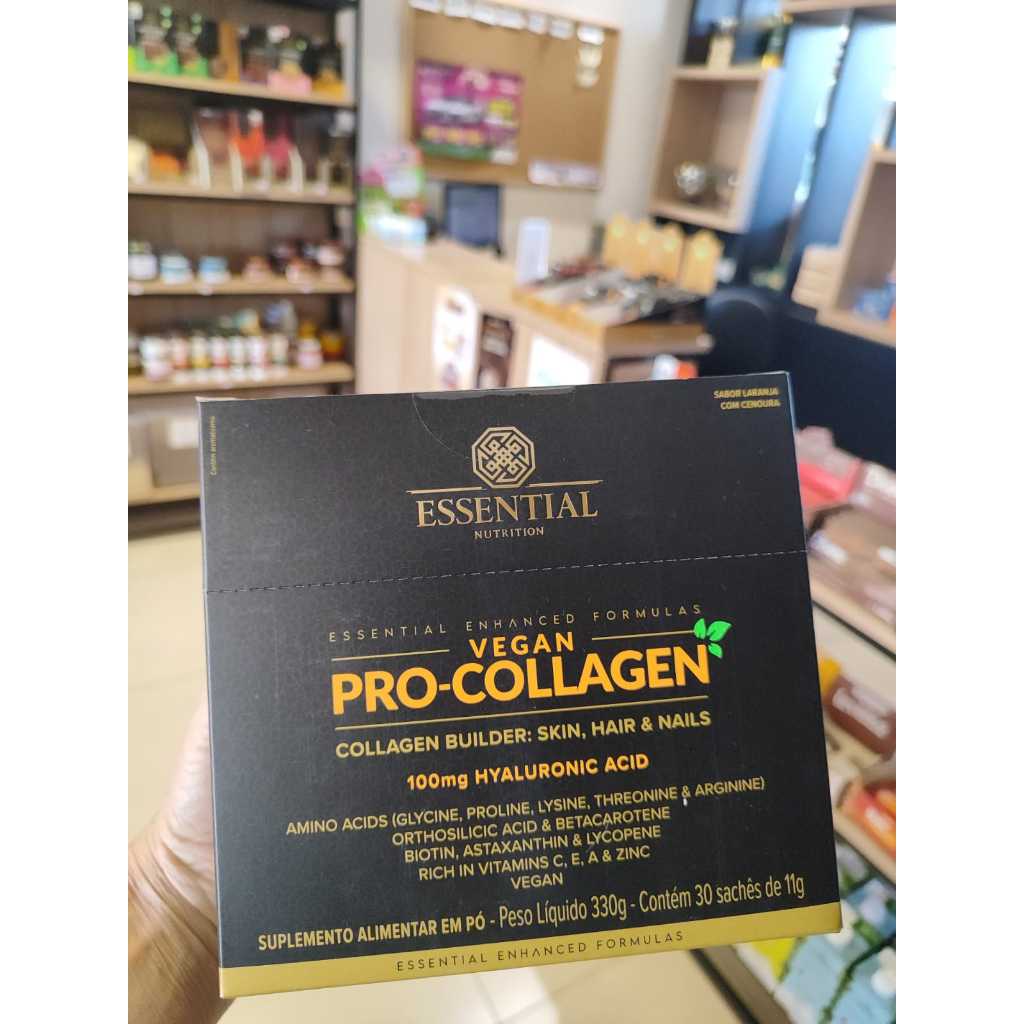 SABOR LARANJA
COM CENOURA
Contém aromatizante
ESSENTIAL
NUTRITION
ESSENTIAL ENHANCED FORMULAS
VEGAN
PRO-COLLAGEN
COLLAGEN BUILDER: SKIN, HAIR & NAILS
100mg HYALURONIC ACID
AMINO ACIDS (GLYCINE, PROLINE, LYSINE, THREONINE & ARGININE)
ORTHOSILICIC ACID & BETACAROTENE
BIOTIN, ASTAXANTHIN & LYCOPENE
RICH IN VITAMINS C, E, A & ZINC
VEGAN
SUPLEMENTO ALIMENTAR EM PÓ - Peso Líquido 330g - Contém 30 sachês de 11g
ESSENTIAL ENHANCED FORMULAS